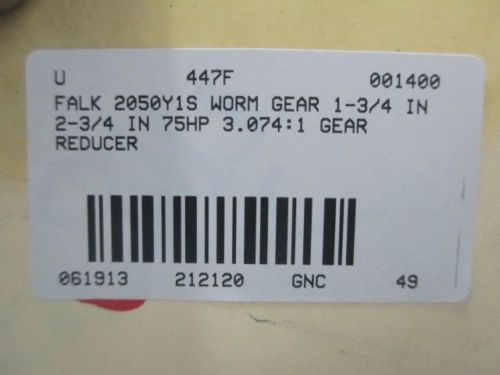 U 447F 001400
FALK 2050Y1S WORM GEAR 1-3/4 IN
2-3/4 IN 75HP 3.074:1 GEAR
REDUCER
061913 212120 GNC 49